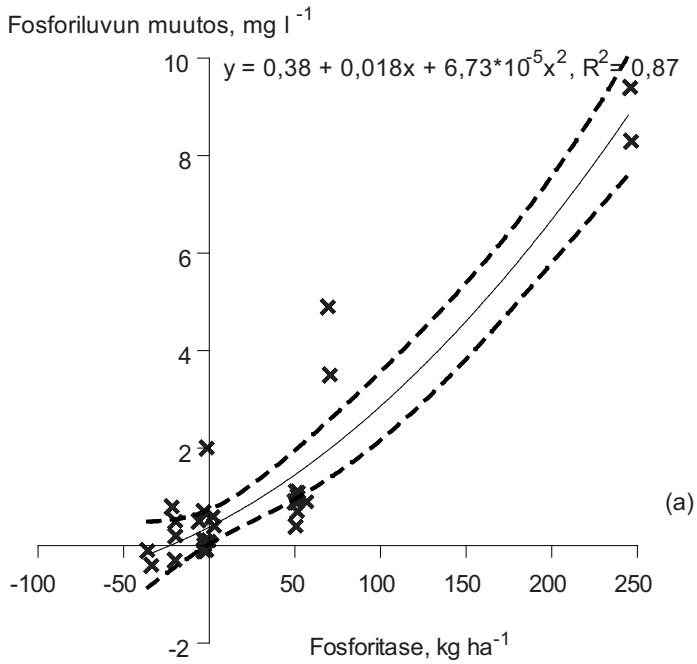 Fosforiluvun muutos, mg l⁻¹
y = 0,38 + 0,018x + 6,73*10⁻⁵x², R² = 0,87
10
8
6
4
2
-2
(a)
-100 -50 50 100 150 200 250
Fosforitase, kg ha⁻¹